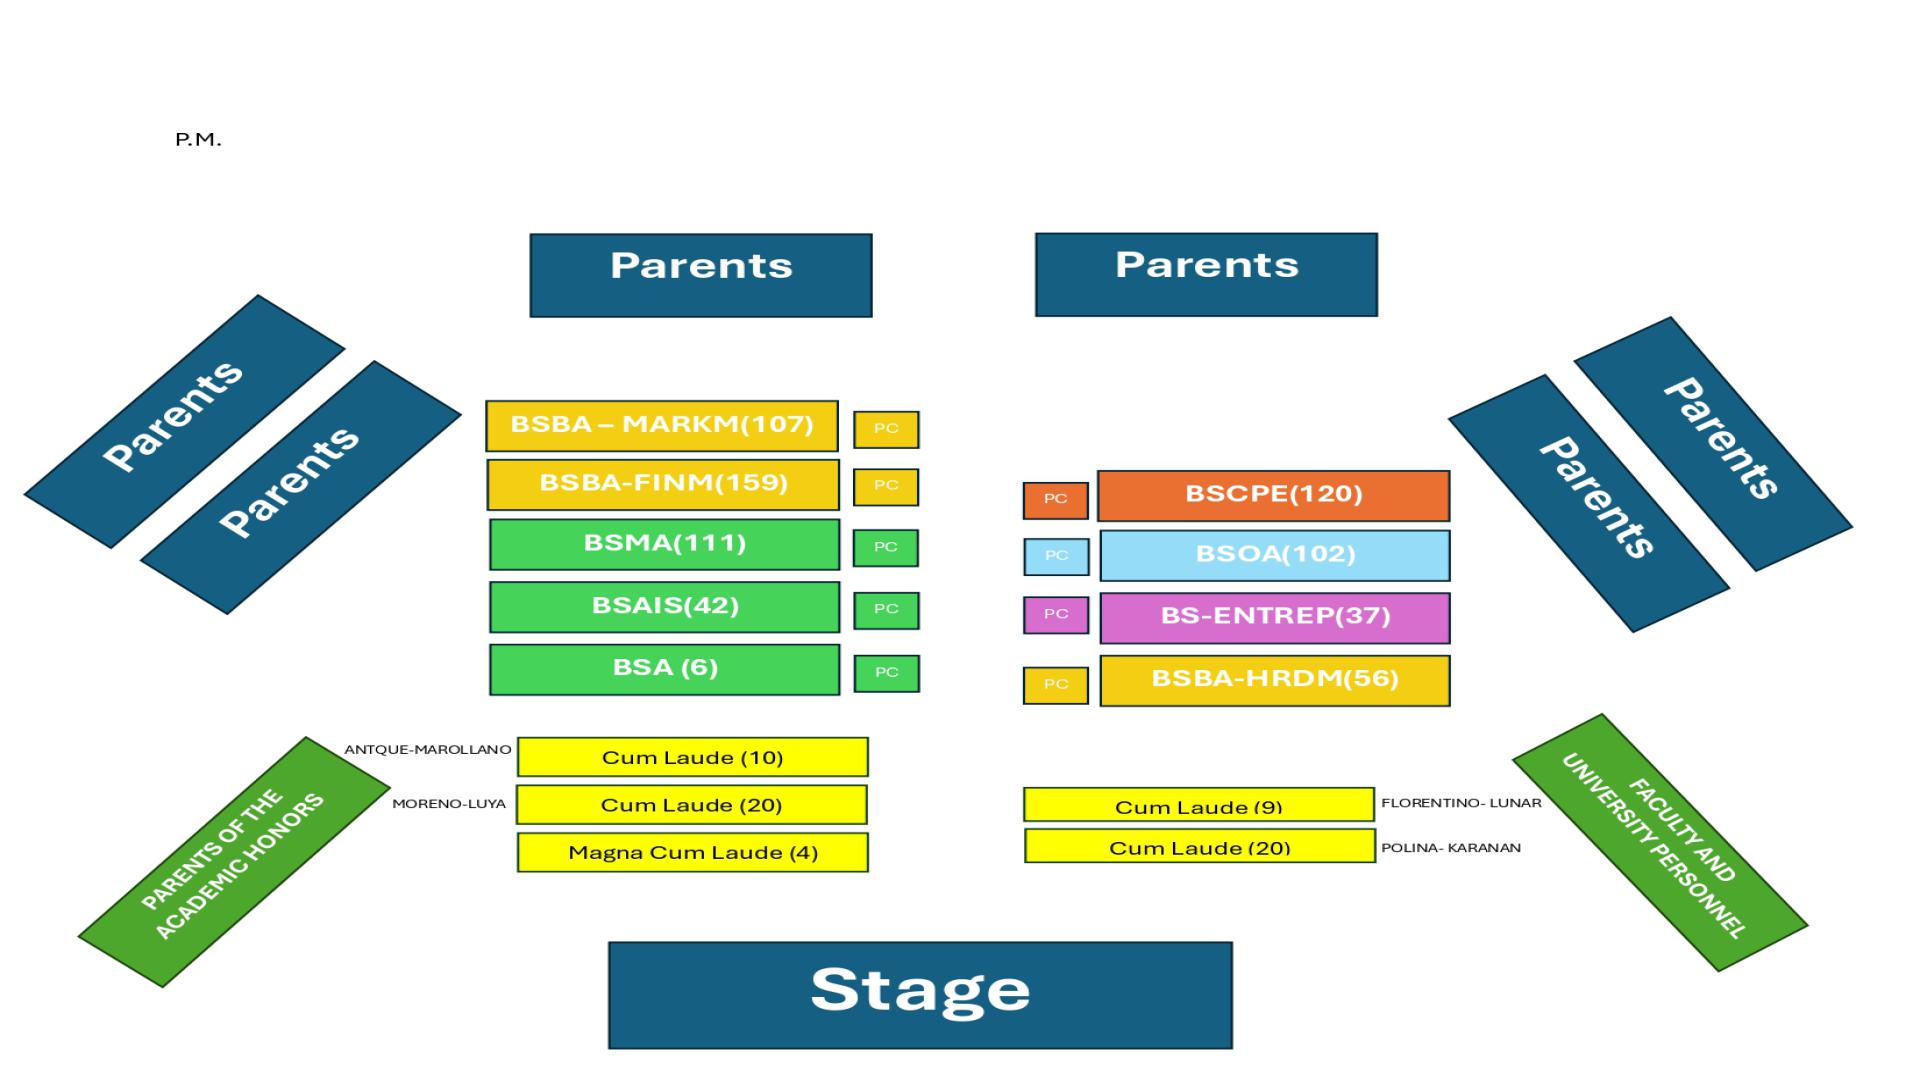 P.M.
Parents
Parents
Parents
Parents
Parents
Parents
BSBA – MARKM(107)
PC
BSBA-FINM(159)
PC
BSMA(111)
PC
BSAIS(42)
PC
BSA (6)
PC
PC
BSCPE(120)
PC
BSOA(102)
PC
BS-ENTREP(37)
PC
BSBA-HRDM(56)
ANTQUE-MAROLLANO
Cum Laude (10)
MORENO-LUYA
Cum Laude (20)
Magna Cum Laude (4)
Cum Laude (9)
FLORENTINO- LUNAR
Cum Laude (20)
POLINA- KARANAN
PARENTS OF THE
ACADEMIC HONORS
FACULTY AND
UNIVERSITY PERSONNEL
Stage